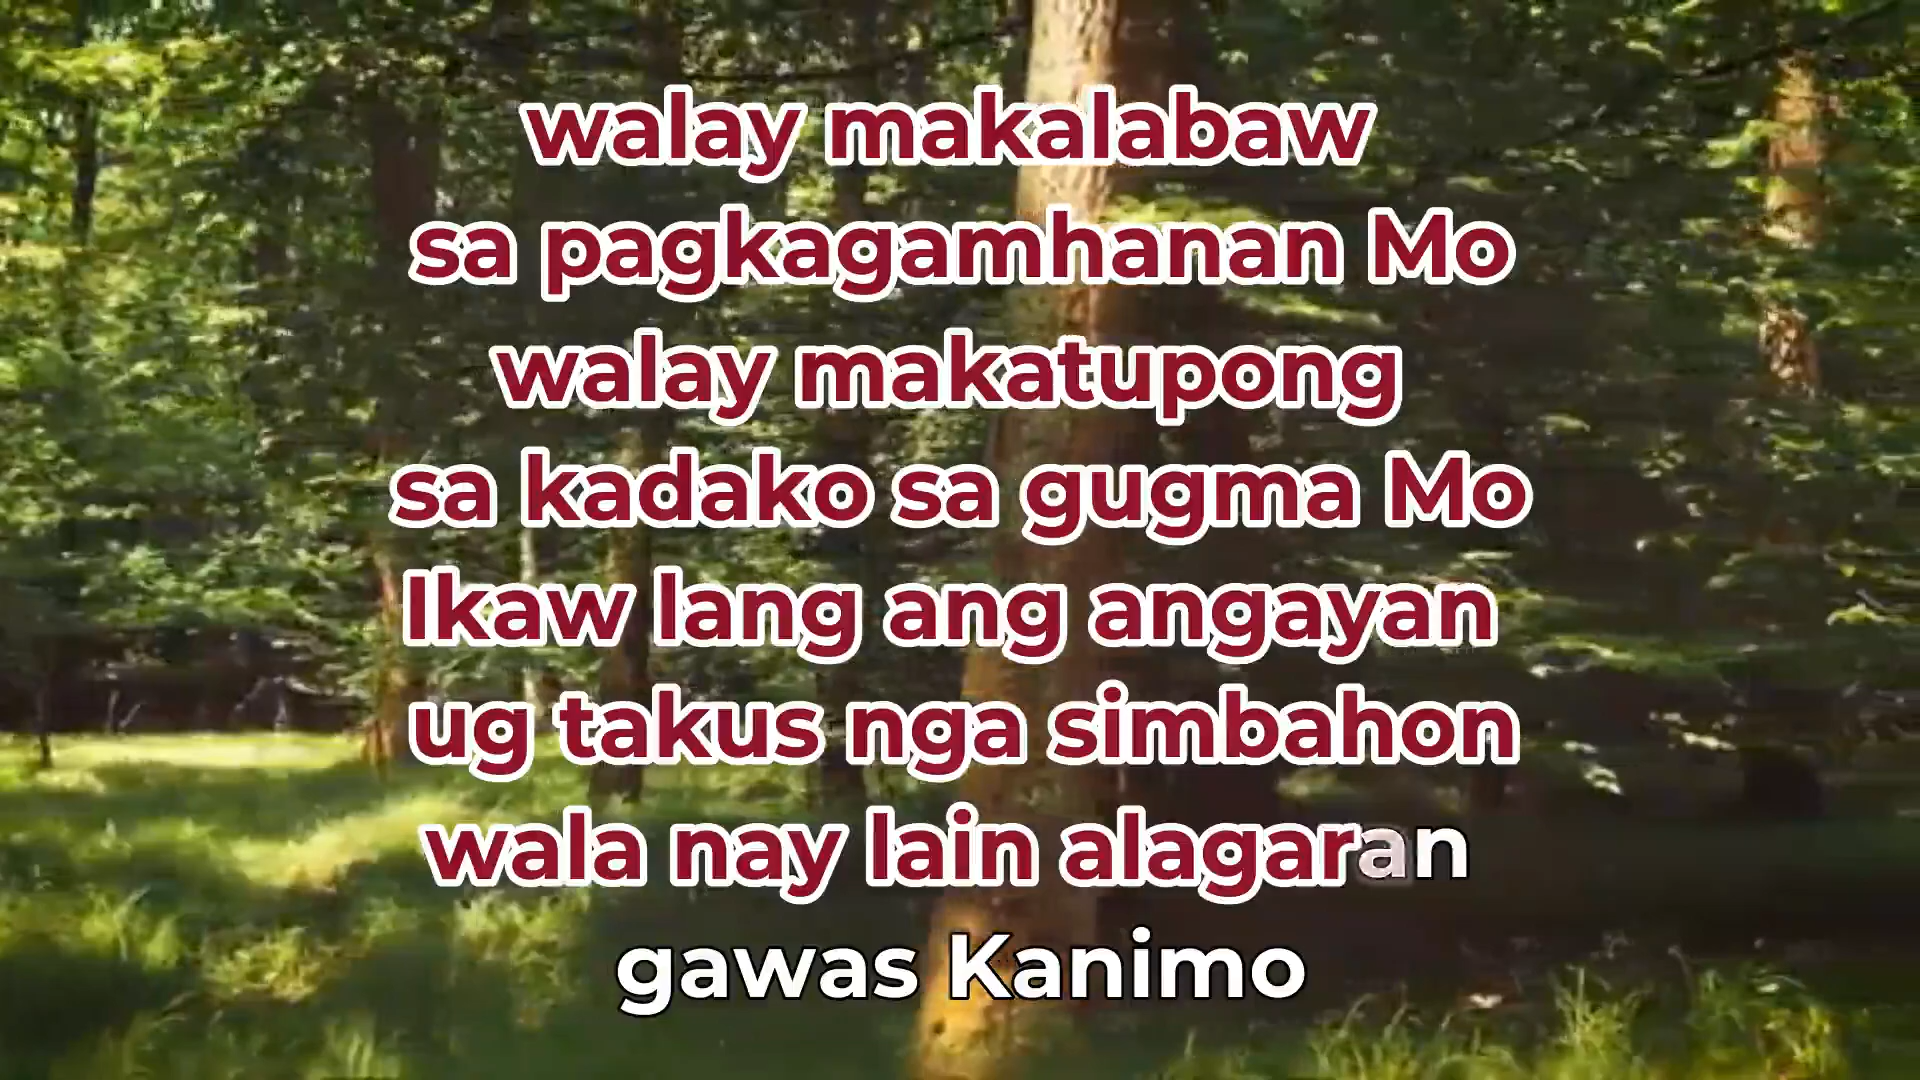 walay makalabaw
sa pagkagamhanan Mo
walay makatupong
sa kadako sa gugma Mo
Ikaw lang ang angayan
ug takus nga simbahon
wala nay lain alagaran
gawas Kanimo